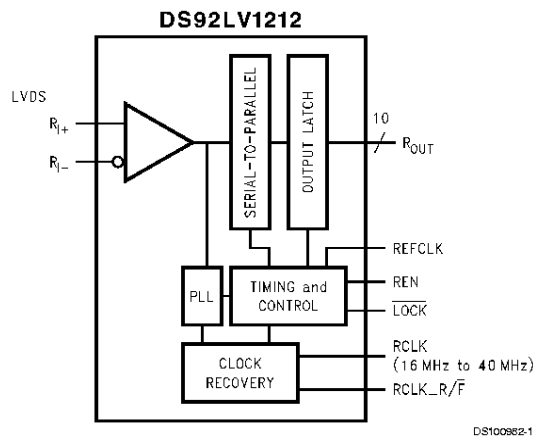 DS92LV1212
LVDS
RI+
RI−
SERIAL-TO-PARALLEL
OUTPUT LATCH
10
ROUT
REFCLK
PLL
TIMING and
CONTROL
REN
LOCK
CLOCK
RECOVERY
RCLK
(16 MHz to 40 MHz)
RCLK_R/F̅
DS100982-1